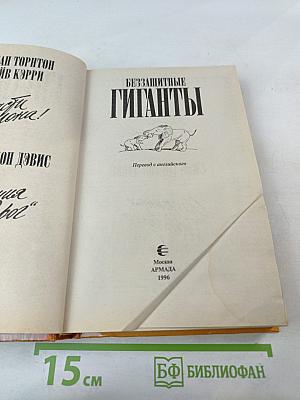 АН ТОРНТОН
ЙВ КЭРРИ
ОН ДЭВИС
БЕЗЗАЩИТНЫЕ
ГИГАНТЫ
Перевод с английского
Москва
АРМАДА
1996
15 см
БФ БИБЛИОФАН